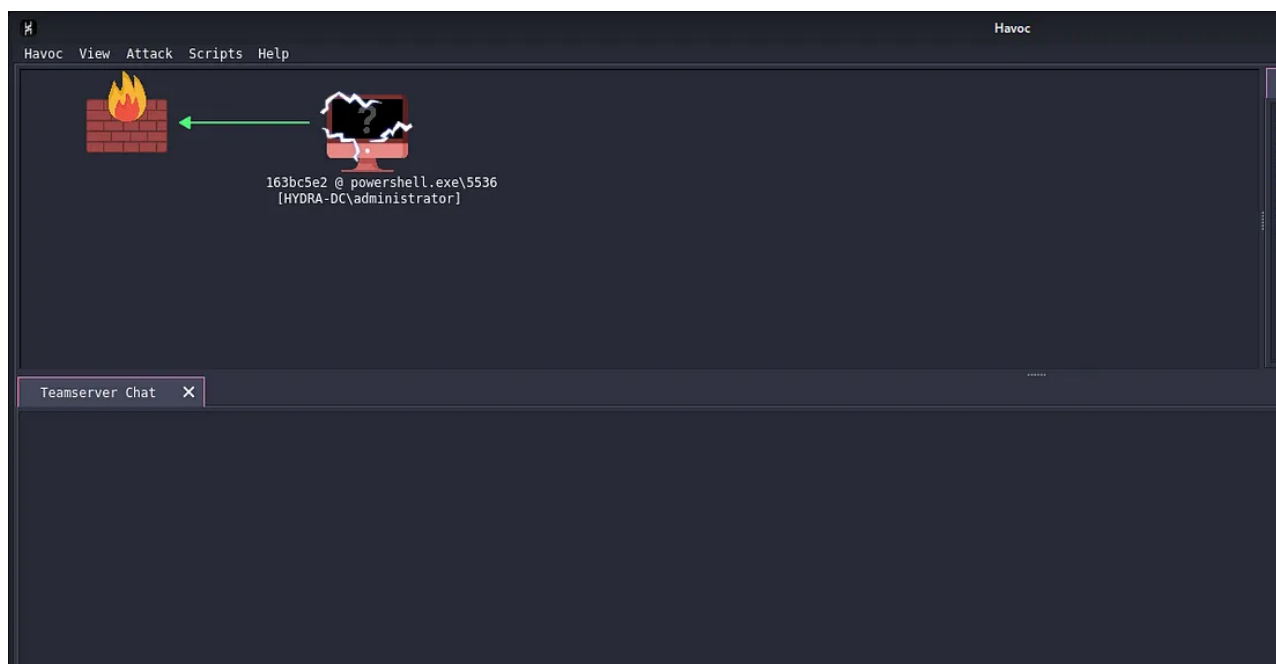 Havoc
Havoc View Attack Scripts Help
?
163bc5e2 @ powershell.exe\5536
[HYDRA-DC\administrator]
Teamserver Chat